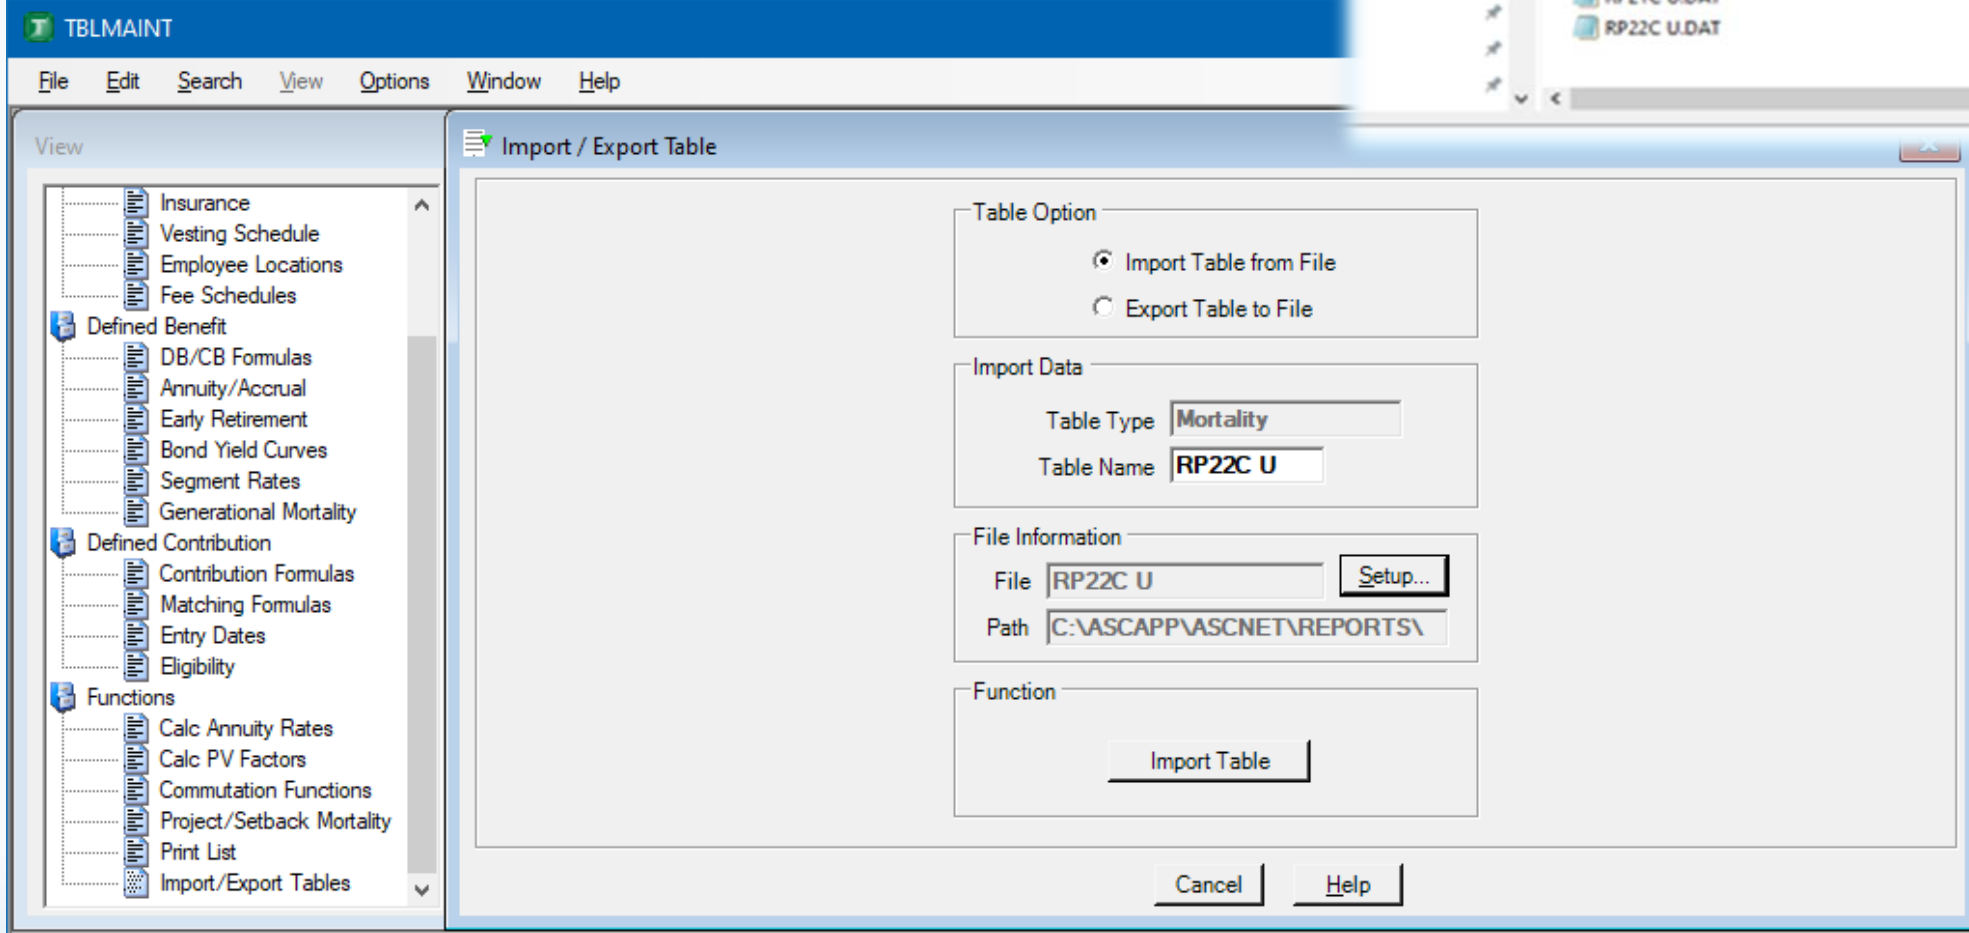 TBLMAINT
RP22C U.DAT
File Edit Search View Options Window Help
View
Insurance
Vesting Schedule
Employee Locations
Fee Schedules
Defined Benefit
DB/CB Formulas
Annuity/Accrual
Early Retirement
Bond Yield Curves
Segment Rates
Generational Mortality
Defined Contribution
Contribution Formulas
Matching Formulas
Entry Dates
Eligibility
Functions
Calc Annuity Rates
Calc PV Factors
Commutation Functions
Project/Setback Mortality
Print List
Import/Export Tables
Import / Export Table
Table Option
Import Table from File
Export Table to File
Import Data
Table Type Mortality
Table Name RP22C U
File Information
File RP22C U Setup...
Path C:\ASCAPP\ASCNET\REPORTS\
Function
Import Table
Cancel Help